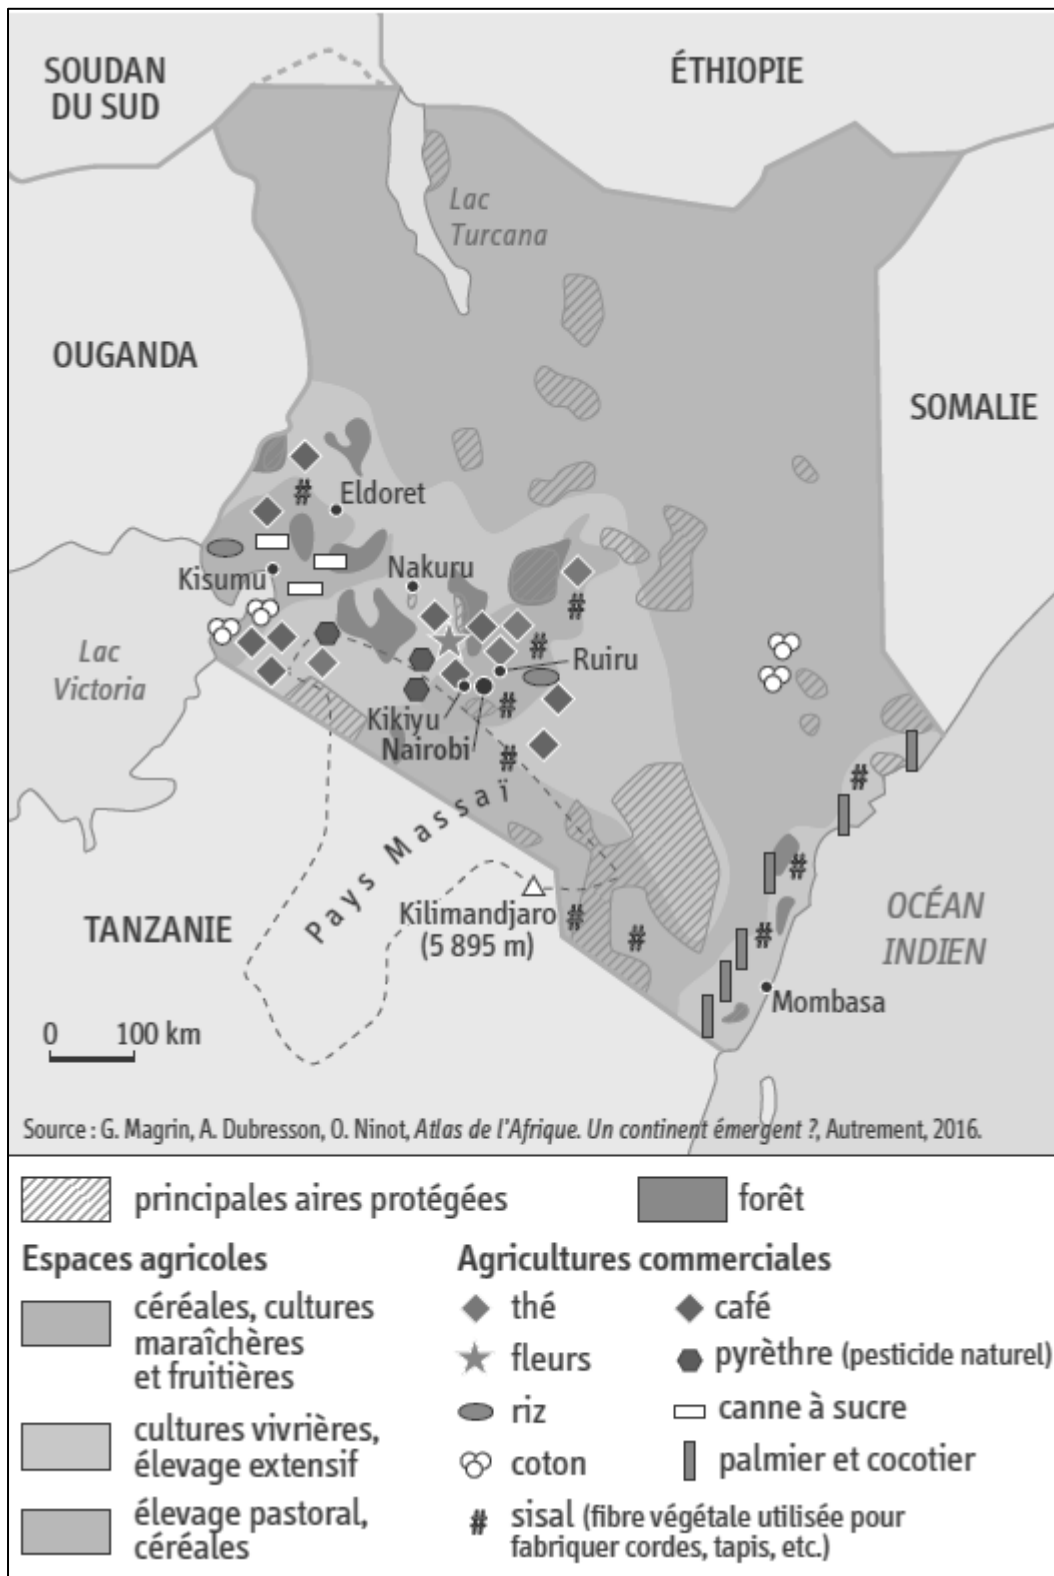 SOUDAN
DU SUD
ÉTHIOPIE
Lac
Turcana
OUGANDA
SOMALIE
Eldoret
Kisumu
Nakuru
Lac
Victoria
Ruiru
Kikiyu
Nairobi
Pays Massaï
Kilimandjaro
(5 895 m)
TANZANIE
OCÉAN
INDIEN
Mombasa
0 100 km
Source : G. Magrin, A. Dubresson, O. Ninot, Atlas de l'Afrique. Un continent émergent ?, Autrement, 2016.
principales aires protégées
forêt
Espaces agricoles
céréales, cultures
maraîchères
et fruitières
cultures vivrières,
élevage extensif
élevage pastoral,
céréales
Agricultures commerciales
thé
café
fleurs
pyrèthre (pesticide naturel)
riz
canne à sucre
coton
palmier et cocotier
sisal (fibre végétale utilisée pour
fabriquer cordes, tapis, etc.)